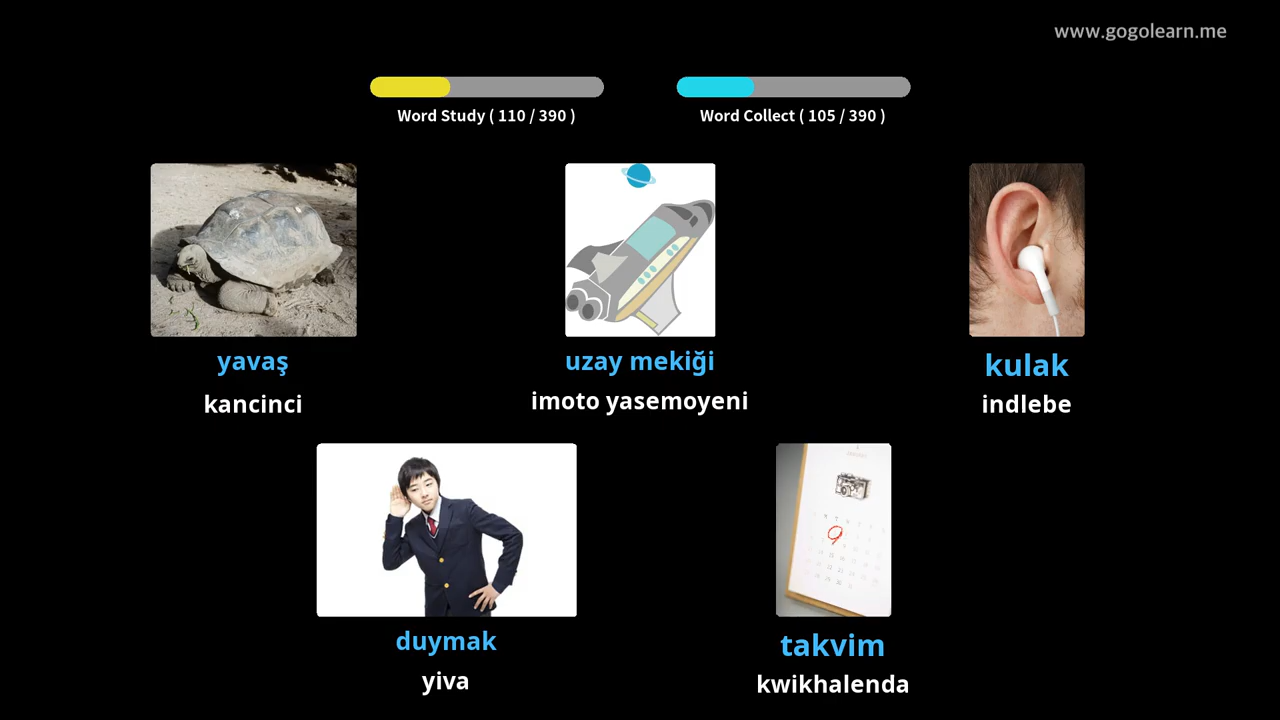 www.gogolearn.me
Word Study ( 110 / 390 )
Word Collect ( 105 / 390 )
yavaş
kancinci
uzay mekiği
imoto yasemoyeni
kulak
indlebe
duymak
yiva
takvim
kwikhalenda